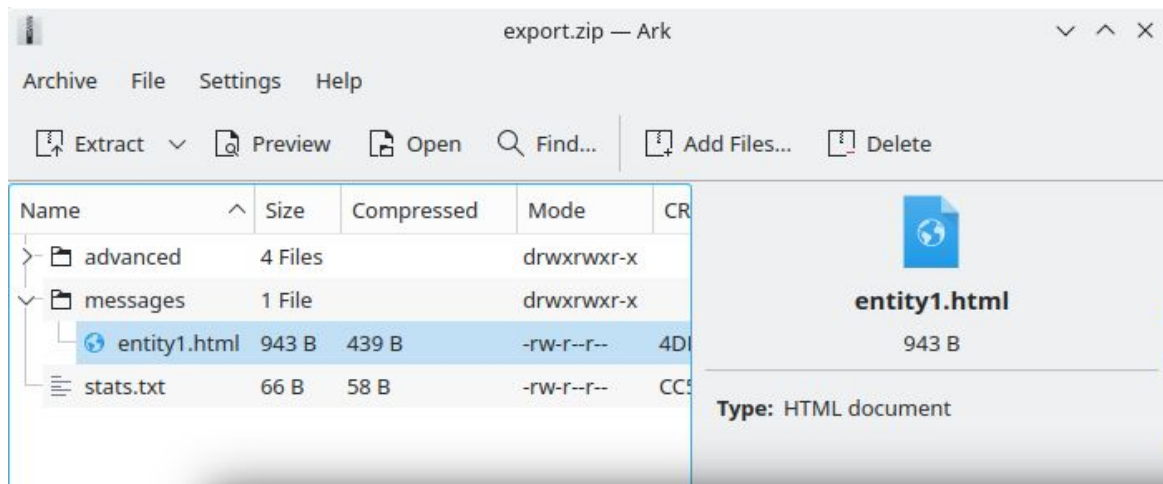 export.zip — Ark
Archive File Settings Help
Extract Preview Open Find... Add Files... Delete
Name Size Compressed Mode CR
advanced 4 Files drwxrwxr-x
messages 1 File drwxrwxr-x
entity1.html 943 B 439 B -rw-r--r--
stats.txt 66 B 58 B -rw-r--r--
entity1.html
943 B
Type: HTML document